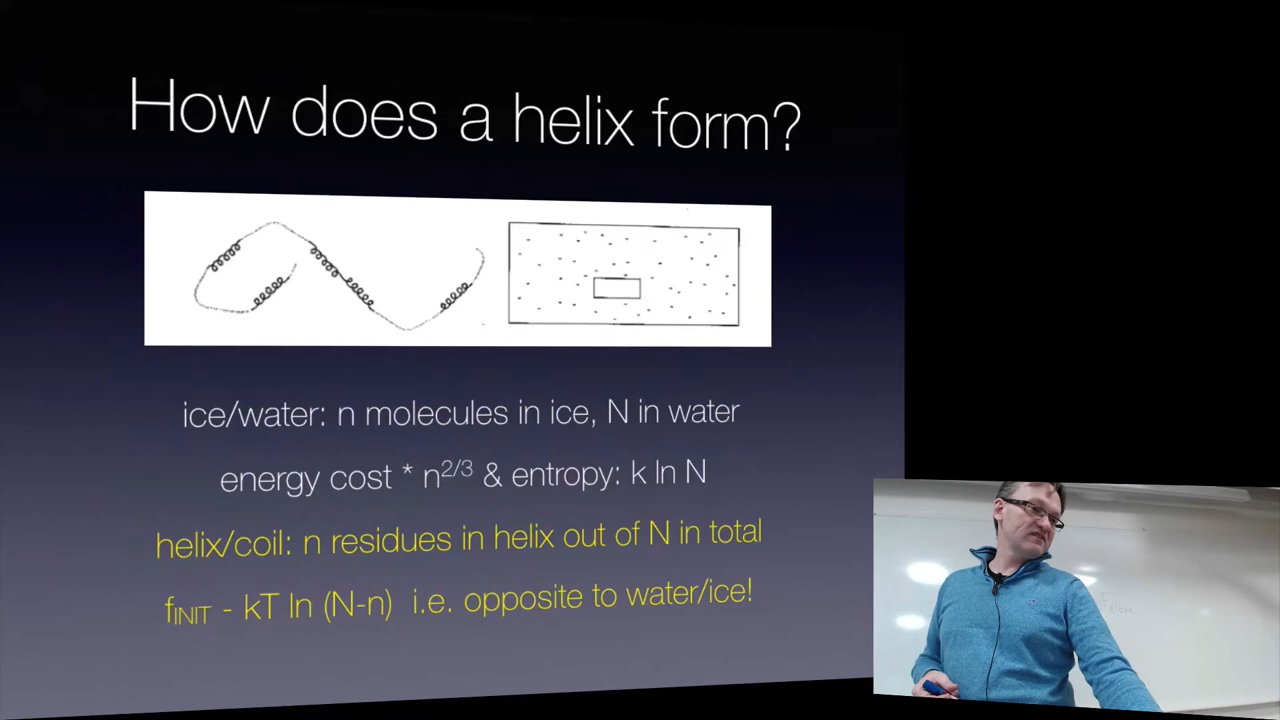 How does a helix form?
ice/water: n molecules in ice, N in water
energy cost * n^2/3 & entropy: k ln N
helix/coil: n residues in helix out of N in total
fINIT - kT ln (N-n) i.e. opposite to water/ice!